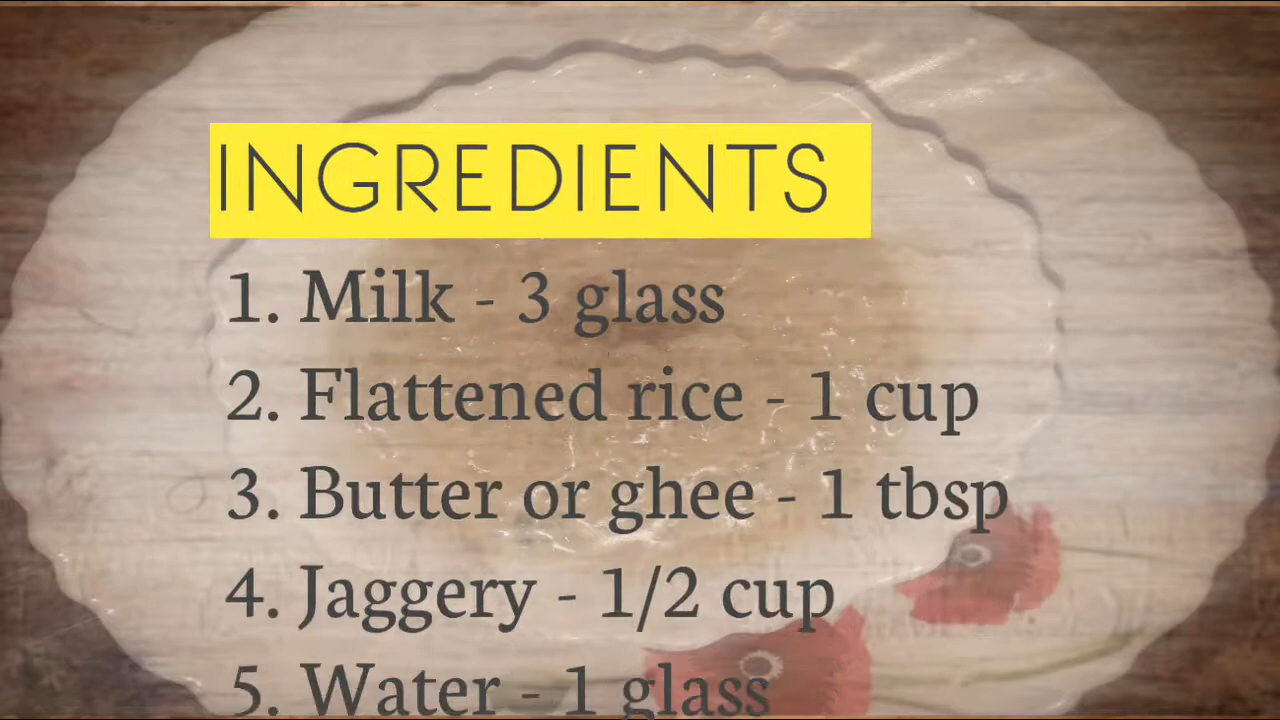 INGREDIENTS
1. Milk - 3 glass
2. Flattened rice - 1 cup
3. Butter or ghee - 1 tbsp
4. Jaggery - 1/2 cup
5. Water - 1 glass